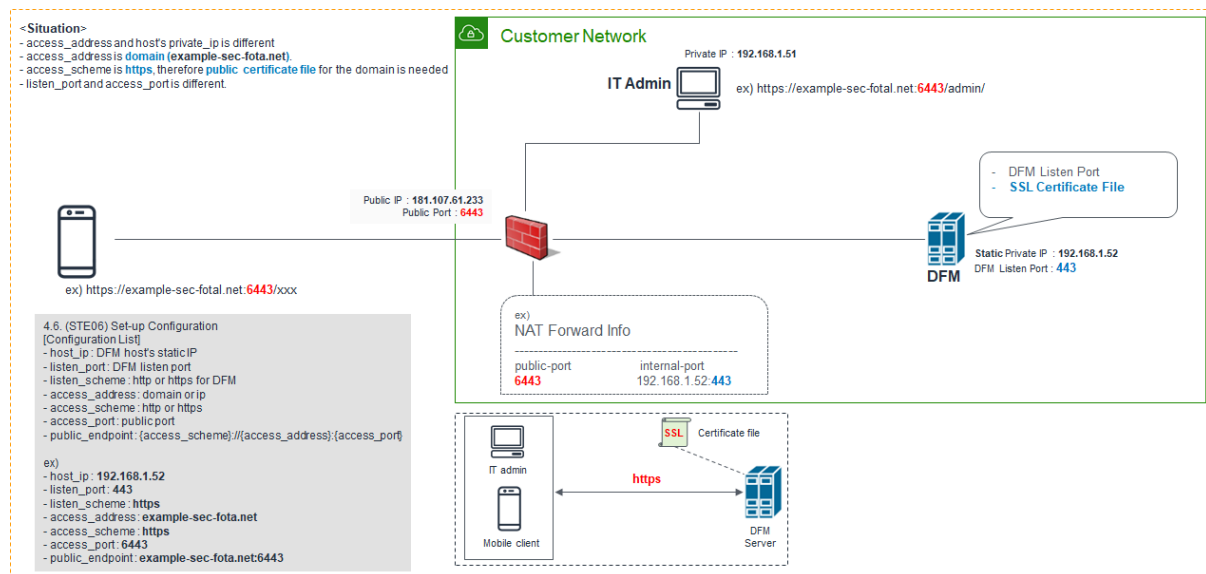 <Situation>
- access_address and host's private_ip is different
- access_address is domain (example-sec-fota.net).
- access_scheme is https, therefore public certificate file for the domain is needed
- listen_port and access_port is different.
Customer Network
Private IP : 192.168.1.51
IT Admin
ex) https://example-sec-fotal.net:6443/admin/
- DFM Listen Port
- SSL Certificate File
Public IP : 181.107.61.233
Public Port : 6443
Static Private IP : 192.168.1.52
DFM Listen Port : 443
DFM
ex) https://example-sec-fotal.net:6443/xxx
ex)
NAT Forward Info
public-port internal-port
6443 192.168.1.52:443
4.6. (STE06) Set-up Configuration
[Configuration List]
- host_ip : DFM host's static IP
- listen_port: DFM listen port
- listen_scheme : http or https for DFM
- access_address: domain or ip
- access_scheme : http or https
- access_port : public port
- public_endpoint : {access_scheme}://{access_address}:{access_port}
ex)
- host_ip : 192.168.1.52
- listen_port : 443
- listen_scheme : https
- access_address : example-sec-fota.net
- access_scheme : https
- access_port : 6443
- public_endpoint : example-sec-fota.net:6443
SSL Certificate file
IT admin
https
Mobile client
DFM
Server